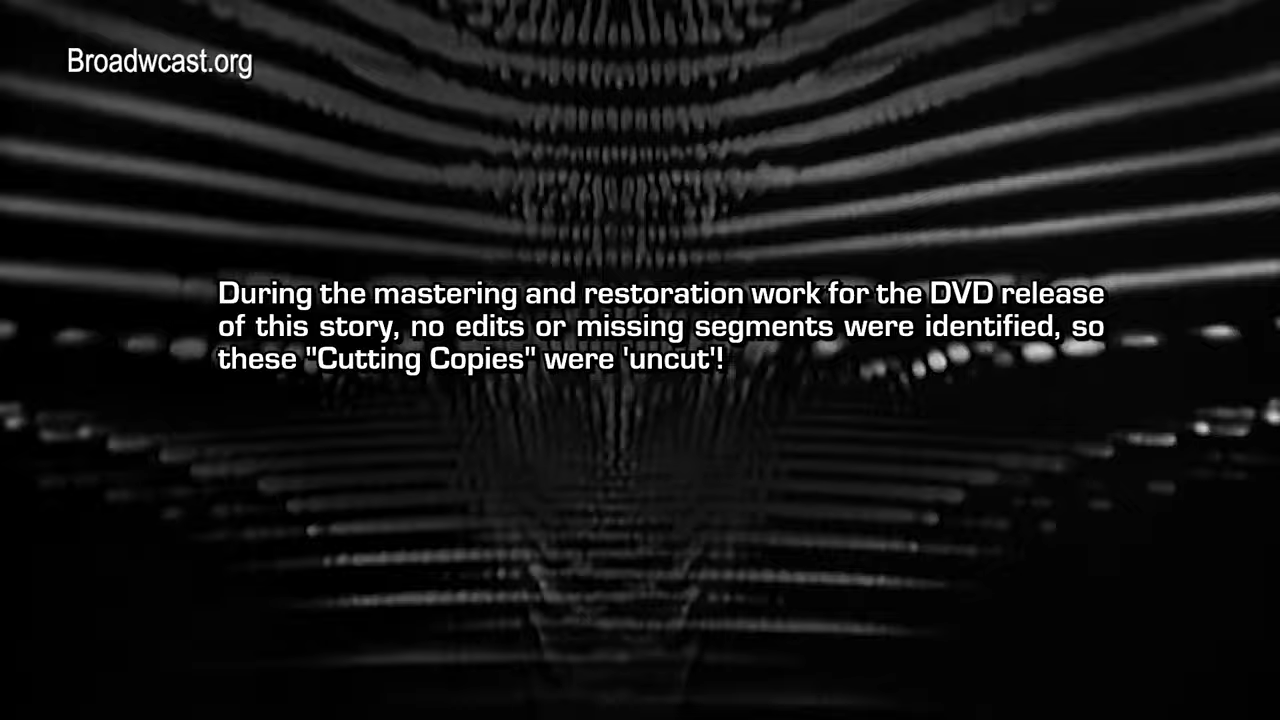 Broadwcast.org
During the mastering and restoration work for the DVD release
of this story, no edits or missing segments were identified, so
these "Cutting Copies" were 'uncut'!